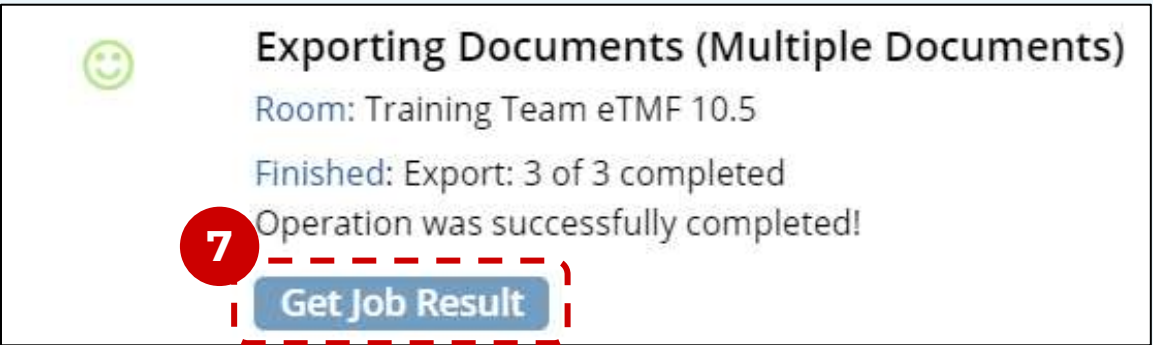 Exporting Documents (Multiple Documents)
Room: Training Team eTMF 10.5
Finished: Export: 3 of 3 completed
Operation was successfully completed!
7
Get Job Result